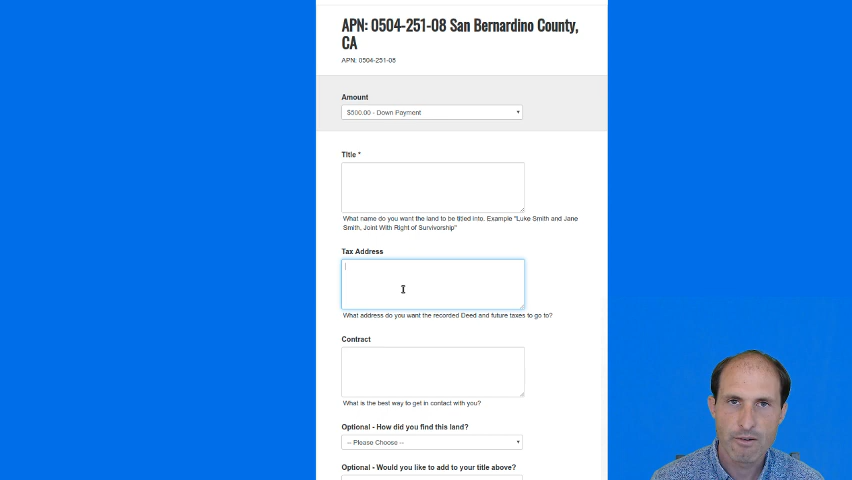 APN: 0504-251-08 San Bernardino County,
CA
APN: 0504-251-08
Amount
$500.00 - Down Payment
Title *
What name do you want the land to be titled into. Example "Luke Smith and Jane
Smith, Joint With Right of Survivorship"
Tax Address
What address do you want the recorded Deed and future taxes to go to?
Contract
What is the best way to get in contact with you?
Optional - How did you find this land?
-- Please Choose --
Optional - Would you like to add to your title above?